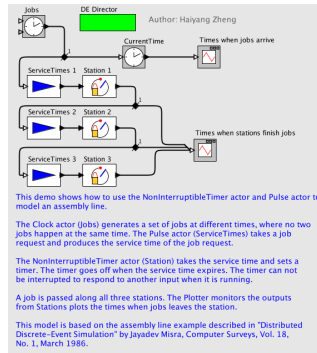 Jobs
DE Director
Author: Haiyang Zheng
1
CurrentTime
Times when jobs arrive
ServiceTimes 1
Station 1
1
ServiceTimes 2
Station 2
1
Times when stations finish jobs
ServiceTimes 3
Station 3
This demo shows how to use the NonInterruptibleTimer actor and Pulse actor to
model an assembly line.
The Clock actor (Jobs) generates a set of jobs at different times, where no two
jobs happen at the same time. The Pulse actor (ServiceTimes) takes a job
request and produces the service time of the job request.
The NonInterruptibleTimer actor (Station) takes the service time and sets a
timer. The timer goes off when the service time expires. The timer can not
be interrupted to respond to another input when it is running.
A job is passed along all three stations. The Plotter monitors the outputs
from Stations plots the times when jobs leaves the station.
This model is based on the assembly line example described in "Distributed
Discrete-Event Simulation" by Jayadev Misra, Computer Surveys, Vol. 18,
No. 1, March 1986.